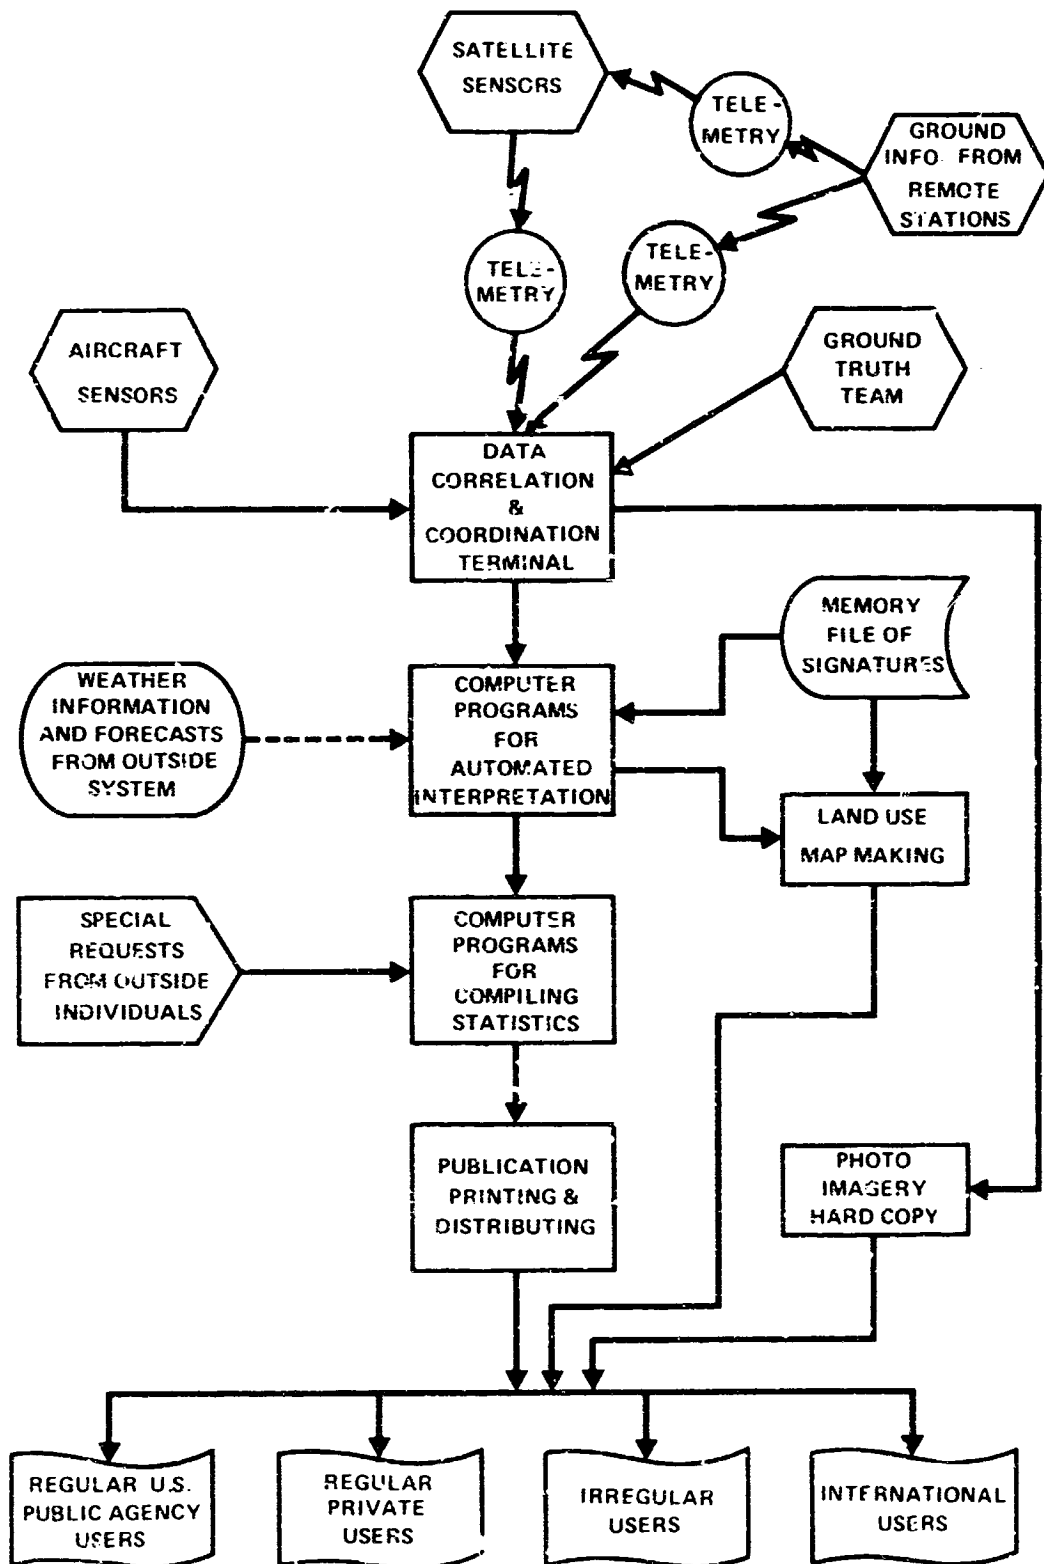 SATELLITE
SENSORS
TELE-
METRY
GROUND
INFO FROM
REMOTE
STATIONS
TELE-
METRY
TELE-
METRY
AIRCRAFT
SENSORS
GROUND
TRUTH
TEAM
DATA
CORRELATION
&
COORDINATION
TERMINAL
MEMORY
FILE OF
SIGNATURES
WEATHER
INFORMATION
AND FORECASTS
FROM OUTSIDE
SYSTEM
COMPUTER
PROGRAMS
FOR
AUTOMATED
INTERPRETATION
LAND USE
MAP MAKING
SPECIAL
REQUESTS
FROM OUTSIDE
INDIVIDUALS
COMPUTER
PROGRAMS
FOR
COMPILING
STATISTICS
PUBLICATION
PRINTING &
DISTRIBUTING
PHOTO
IMAGERY
HARD COPY
REGULAR U.S.
PUBLIC AGENCY
USERS
REGULAR
PRIVATE
USERS
IRREGULAR
USERS
INTERNATIONAL
USERS